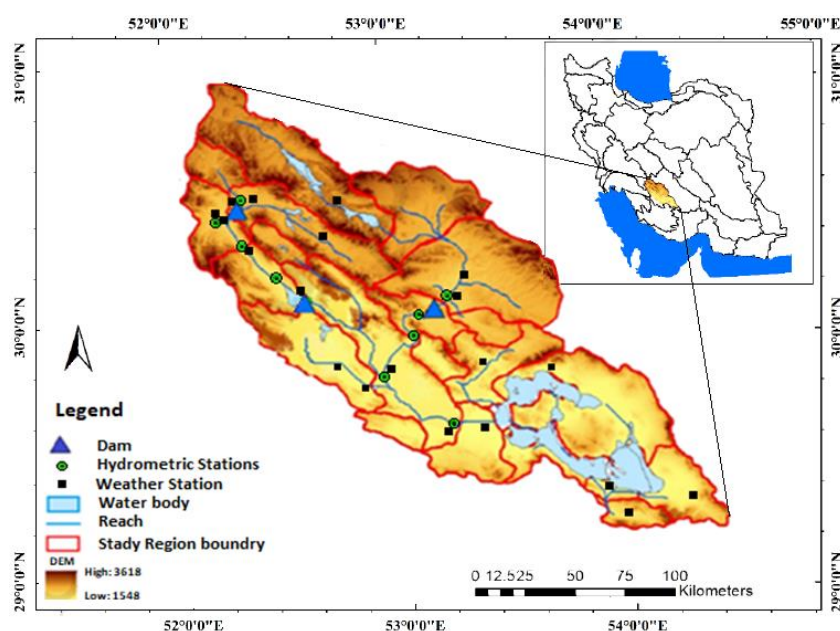 52°0'0"E 53°0'0"E 54°0'0"E 55°0'0"E
31°0'0"N 31°0'0"N
30°0'0"N 30°0'0"N
29°0'0"N 29°0'0"N
Legend
Dam
Hydrometric Stations
Weather Station
Water body
Reach
Stady Region boundry
DEM
High: 3618
Low: 1548
0 12.525 50 75 100
Kilometers
52°0'0"E 53°0'0"E 54°0'0"E